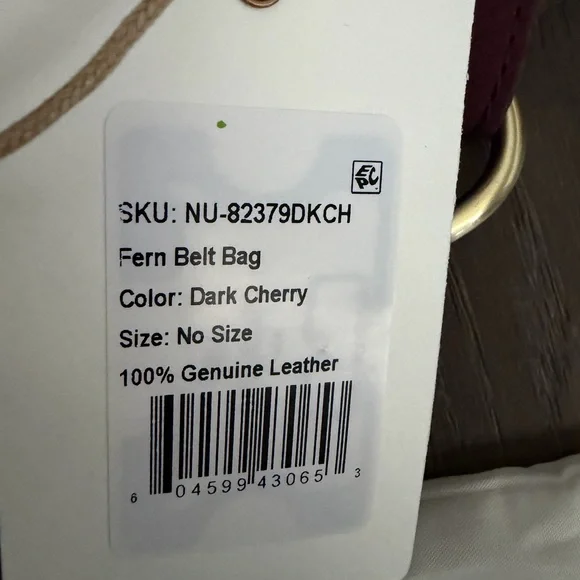 EPC
SKU: NU-82379DKCH
Fern Belt Bag
Color: Dark Cherry
Size: No Size
100% Genuine Leather
6 04599 43065 3